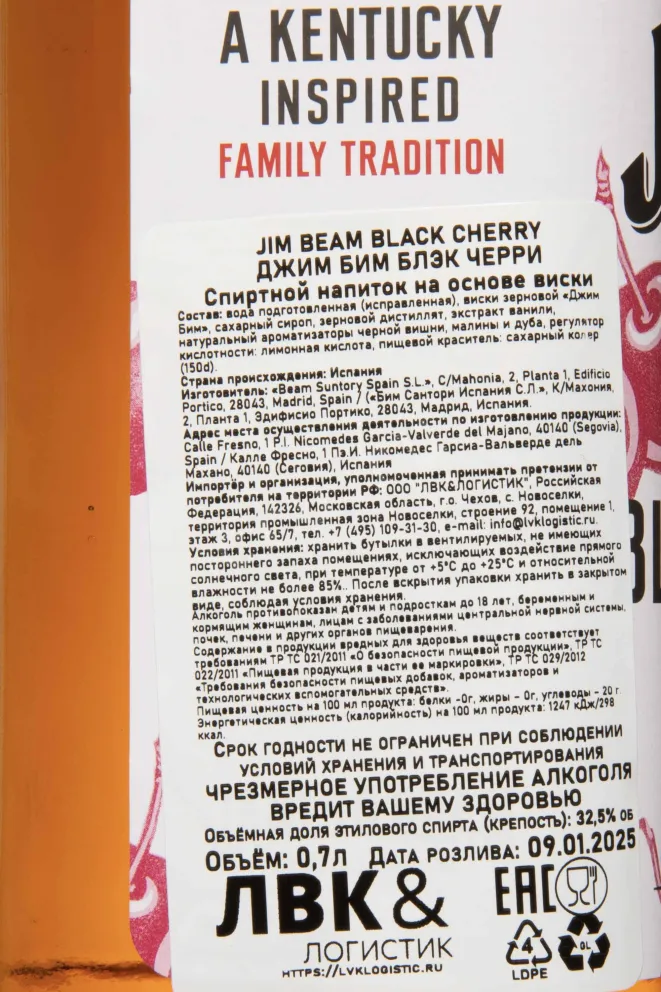 A KENTUCKY
INSPIRED
FAMILY TRADITION
JIM BEAM BLACK CHERRY
ДЖИМ БИМ БЛЭК ЧЕРРИ
Спиртной напиток на основе виски
Состав: вода подготовленная (исправленная), виски зерновой «Джим
Бим», сахарный сироп, зерновой дистиллят, экстракт ванили,
натуральный ароматизаторы черной вишни, малины и дуба, регулятор
кислотности: лимонная кислота, пищевой краситель: сахарный колер
(150d).
Страна происхождения: Испания
Изготовитель: «Beam Suntory Spain S.L.», C/Mahonia, 2, Planta 1, Edificio
Portico, 28043, Madrid, Spain / («Бим Сантори Испания С.Л.», К/Махония,
2, Планта 1, Эдифисио Портико, 28043, Мадрид, Испания.
Адрес места осуществления деятельности по изготовлению продукции:
Calle Fresno, 1 P.I. Nicomedes Garcia-Valverde del Majano, 40140 (Segovia),
Spain / Калле Фресно, 1 Пэ.И. Никомедес Гарсиа-Вальверде дель
Махано, 40140 (Сеговия), Испания
Импортёр и организация, уполномоченная принимать претензии от
потребителя на территории РФ: ООО "ЛВК&ЛОГИСТИК", Российская
Федерация, 142326, Московская область, г.о. Чехов, с. Новоселки,
территория промышленная зона Новоселки, строение 92, помещение 1,
этаж 3, офис 65/7, тел. +7 (495) 109-31-30, e-mail: info@lvklogistic.ru.
Условия хранения: хранить бутылки в вентилируемых, не имеющих
постороннего запаха помещениях, исключающих воздействие прямого
солнечного света, при температуре от +5°С до +25°С и относительной
влажности не более 85%.. После вскрытия упаковки хранить в закрытом
виде, соблюдая условия хранения.
Алкоголь противопоказан детям и подросткам до 18 лет, беременным и
кормящим женщинам, лицам с заболеваниями центральной нервной системы,
почек, печени и других органов пищеварения.
Содержание в продукции вредных для здоровья веществ соответствует
требованиям ТР ТС 021/2011 «О безопасности пищевой продукции», ТР ТС
022/2011 «Пищевая продукция в части ее маркировки», ТР ТС 029/2012
«Требования безопасности пищевых добавок, ароматизаторов и
технологических вспомогательных средств».
Пищевая ценность на 100 мл продукта: белки -0г, жиры - 0г, углеводы - 20 г
Энергетическая ценность (калорийность) на 100 мл продукта: 1247 кДж/298
ккал.
Срок годности не ограничен при соблюдении
условий хранения и транспортирования
ЧРЕЗМЕРНОЕ УПОТРЕБЛЕНИЕ АЛКОГОЛЯ
ВРЕДИТ ВАШЕМУ ЗДОРОВЬЮ
Объёмная доля этилового спирта (крепость): 32,5% об
Объём: 0,7л Дата розлива: 09.01.2025
ЛВК&
ЛОГИСТИК
HTTPS://LVKLOGISTIC.RU
EAC
4
LDPE
GL